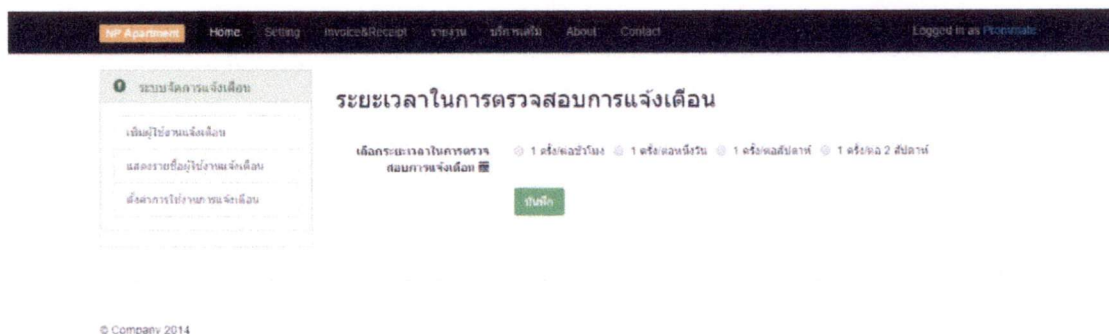 NP Apartment Home Setting Invoice&Receipt รายงาน บริการเสริม About Contact Logged in as Prommate
ระบบจัดการแจ้งเตือน
ระยะเวลาในการตรวจสอบการแจ้งเตือน
เพิ่มผู้ใช้งานแจ้งเตือน
เลือกระยะเวลาในการตรวจสอบการแจ้งเตือน
1 ครั้ง/ต่อชั่วโมง 1 ครั้ง/ต่อหนึ่งวัน 1 ครั้ง/ต่อสัปดาห์ 1 ครั้ง/ต่อ 2 สัปดาห์
แสดงรายชื่อผู้ใช้งานแจ้งเตือน
ตั้งค่าการใช้งานการแจ้งเตือน
บันทึก
© Company 2014